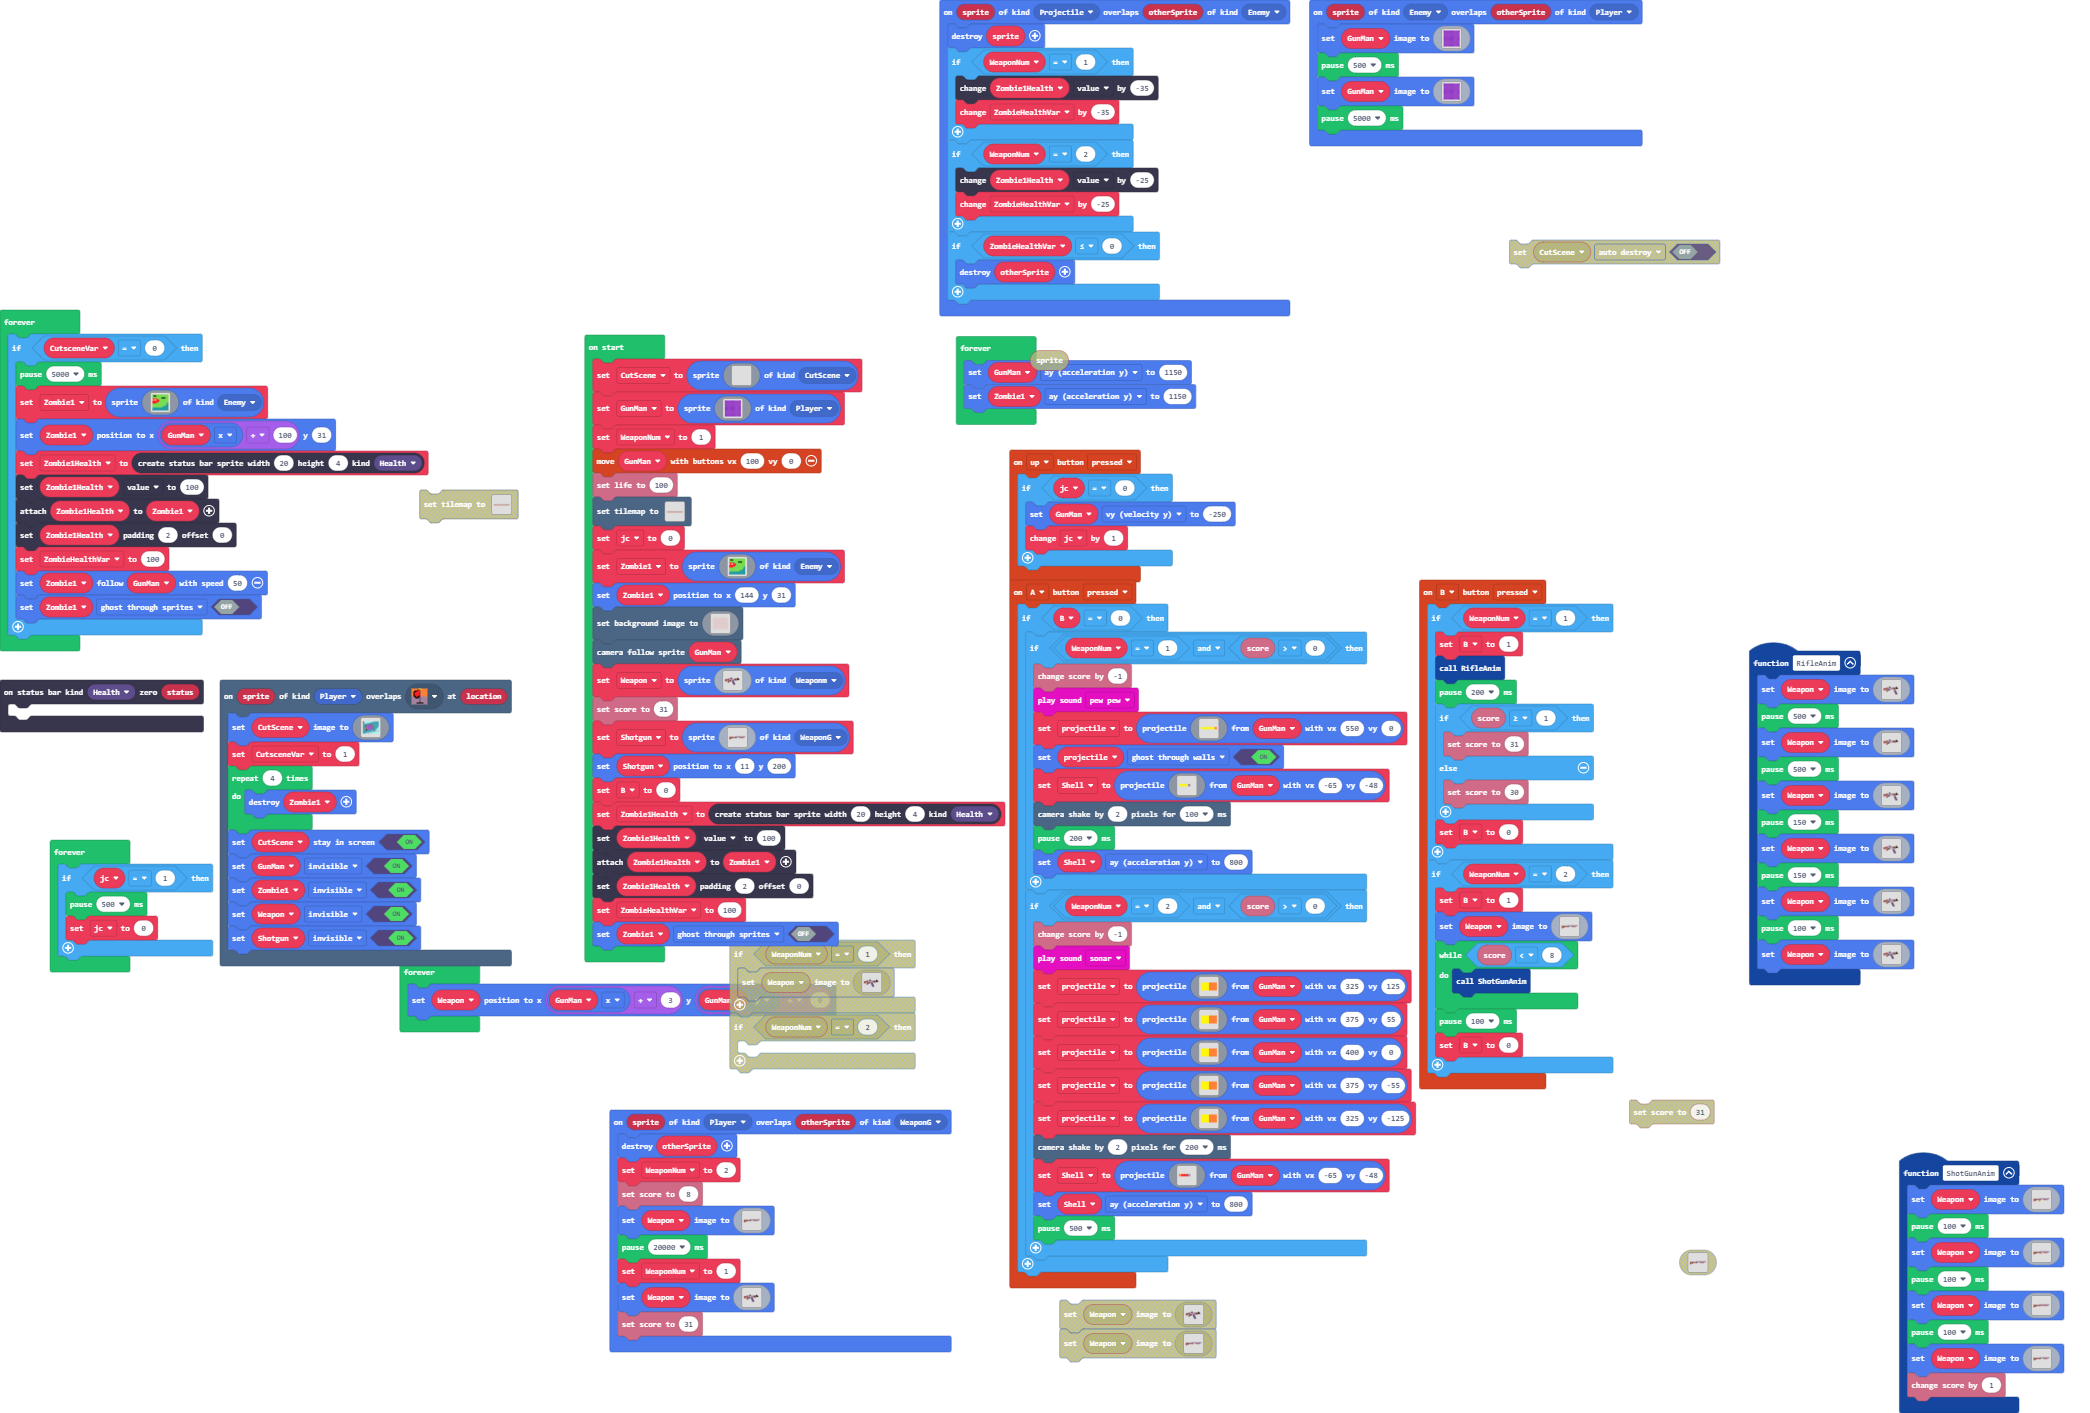 on sprite of kind Projectile overlaps otherSprite of kind Enemy
destroy sprite
if WeaponNum = 1 then
change Zombie1Health value by -35
change ZombieHealthVar by -35
if WeaponNum = 2 then
change Zombie1Health value by -25
change ZombieHealthVar by -25
if ZombieHealthVar ≤ 0 then
destroy otherSprite
on sprite of kind Enemy overlaps otherSprite of kind Player
set GunMan image to
pause 500 ms
set GunMan image to
pause 5000 ms
set CutScene auto destroy OFF
forever
if CutsceneVar = 0 then
pause 5000 ms
set Zombie1 to sprite of kind Enemy
set Zombie1 position to x GunMan x + 100 y 31
set Zombie1Health to create status bar sprite width 20 height 4 kind Health
set Zombie1Health value to 100
attach Zombie1Health to Zombie1
set Zombie1Health padding 2 offset 0
set ZombieHealthVar to 100
set Zombie1 follow GunMan with speed 50
set Zombie1 ghost through sprites OFF
set tilemap to
on start
set CutScene to sprite of kind CutScene
set GunMan to sprite of kind Player
set WeaponNum to 1
move GunMan with buttons vx 100 vy 0
set life to 100
set tilemap to
set jc to 0
set Zombie1 to sprite of kind Enemy
set Zombie1 position to x 144 y 31
set background image to
camera follow sprite GunMan
set Weapon to sprite of kind Weaponm
set score to 31
set Shotgun to sprite of kind WeaponG
set Shotgun position to x 11 y 200
set B to 0
set Zombie1Health to create status bar sprite width 20 height 4 kind Health
set Zombie1Health value to 100
attach Zombie1Health to Zombie1
set Zombie1Health padding 2 offset 0
set ZombieHealthVar to 100
set Zombie1 ghost through sprites OFF
forever
sprite
set GunMan ay (acceleration y) to 1150
set Zombie1 ay (acceleration y) to 1150
on up button pressed
if jc = 0 then
set GunMan vy (velocity y) to -250
change jc by 1
on A button pressed
if B = 0 then
if WeaponNum = 1 and score > 0 then
change score by -1
play sound pew pew
set projectile to projectile from GunMan with vx 550 vy 0
set projectile ghost through walls ON
set Shell to projectile from GunMan with vx -65 vy -48
camera shake by 2 pixels for 100 ms
pause 200 ms
set Shell ay (acceleration y) to 800
if WeaponNum = 2 and score > 0 then
change score by -1
play sound sonar
set projectile to projectile from GunMan with vx 325 vy 125
set projectile to projectile from GunMan with vx 375 vy 55
set projectile to projectile from GunMan with vx 400 vy 0
set projectile to projectile from GunMan with vx 375 vy -55
set projectile to projectile from GunMan with vx 325 vy -125
camera shake by 2 pixels for 200 ms
set Shell to projectile from GunMan with vx -65 vy -48
set Shell ay (acceleration y) to 800
pause 500 ms
on B button pressed
if WeaponNum = 1 then
set B to 1
call RifleAnim
pause 200 ms
if score ≥ 1 then
set score to 31
else
set score to 30
set B to 0
if WeaponNum = 2 then
set B to 1
set Weapon image to
while score < 8
do call ShotGunAnim
pause 100 ms
set B to 0
function RifleAnim
set Weapon image to
pause 500 ms
set Weapon image to
pause 500 ms
set Weapon image to
pause 150 ms
set Weapon image to
pause 150 ms
set Weapon image to
pause 100 ms
set Weapon image to
on status bar kind Health zero status
on sprite of kind Player overlaps at location
set CutScene image to
set CutsceneVar to 1
repeat 4 times
do destroy Zombie1
set CutScene stay in screen ON
set GunMan invisible ON
set Zombie1 invisible ON
set Weapon invisible ON
set Shotgun invisible ON
forever
if jc = 1 then
pause 500 ms
set jc to 0
forever
set Weapon position to x GunMan x + 3 y GunMan
if WeaponNum = 1 then
set Weapon image to
if WeaponNum = 2 then
on sprite of kind Player overlaps otherSprite of kind WeaponG
destroy otherSprite
set WeaponNum to 2
set score to 8
set Weapon image to
pause 20000 ms
set WeaponNum to 1
set Weapon image to
set score to 31
set Weapon image to
set Weapon image to
set score to 31
function ShotGunAnim
set Weapon image to
pause 100 ms
set Weapon image to
pause 100 ms
set Weapon image to
pause 100 ms
set Weapon image to
change score by 1